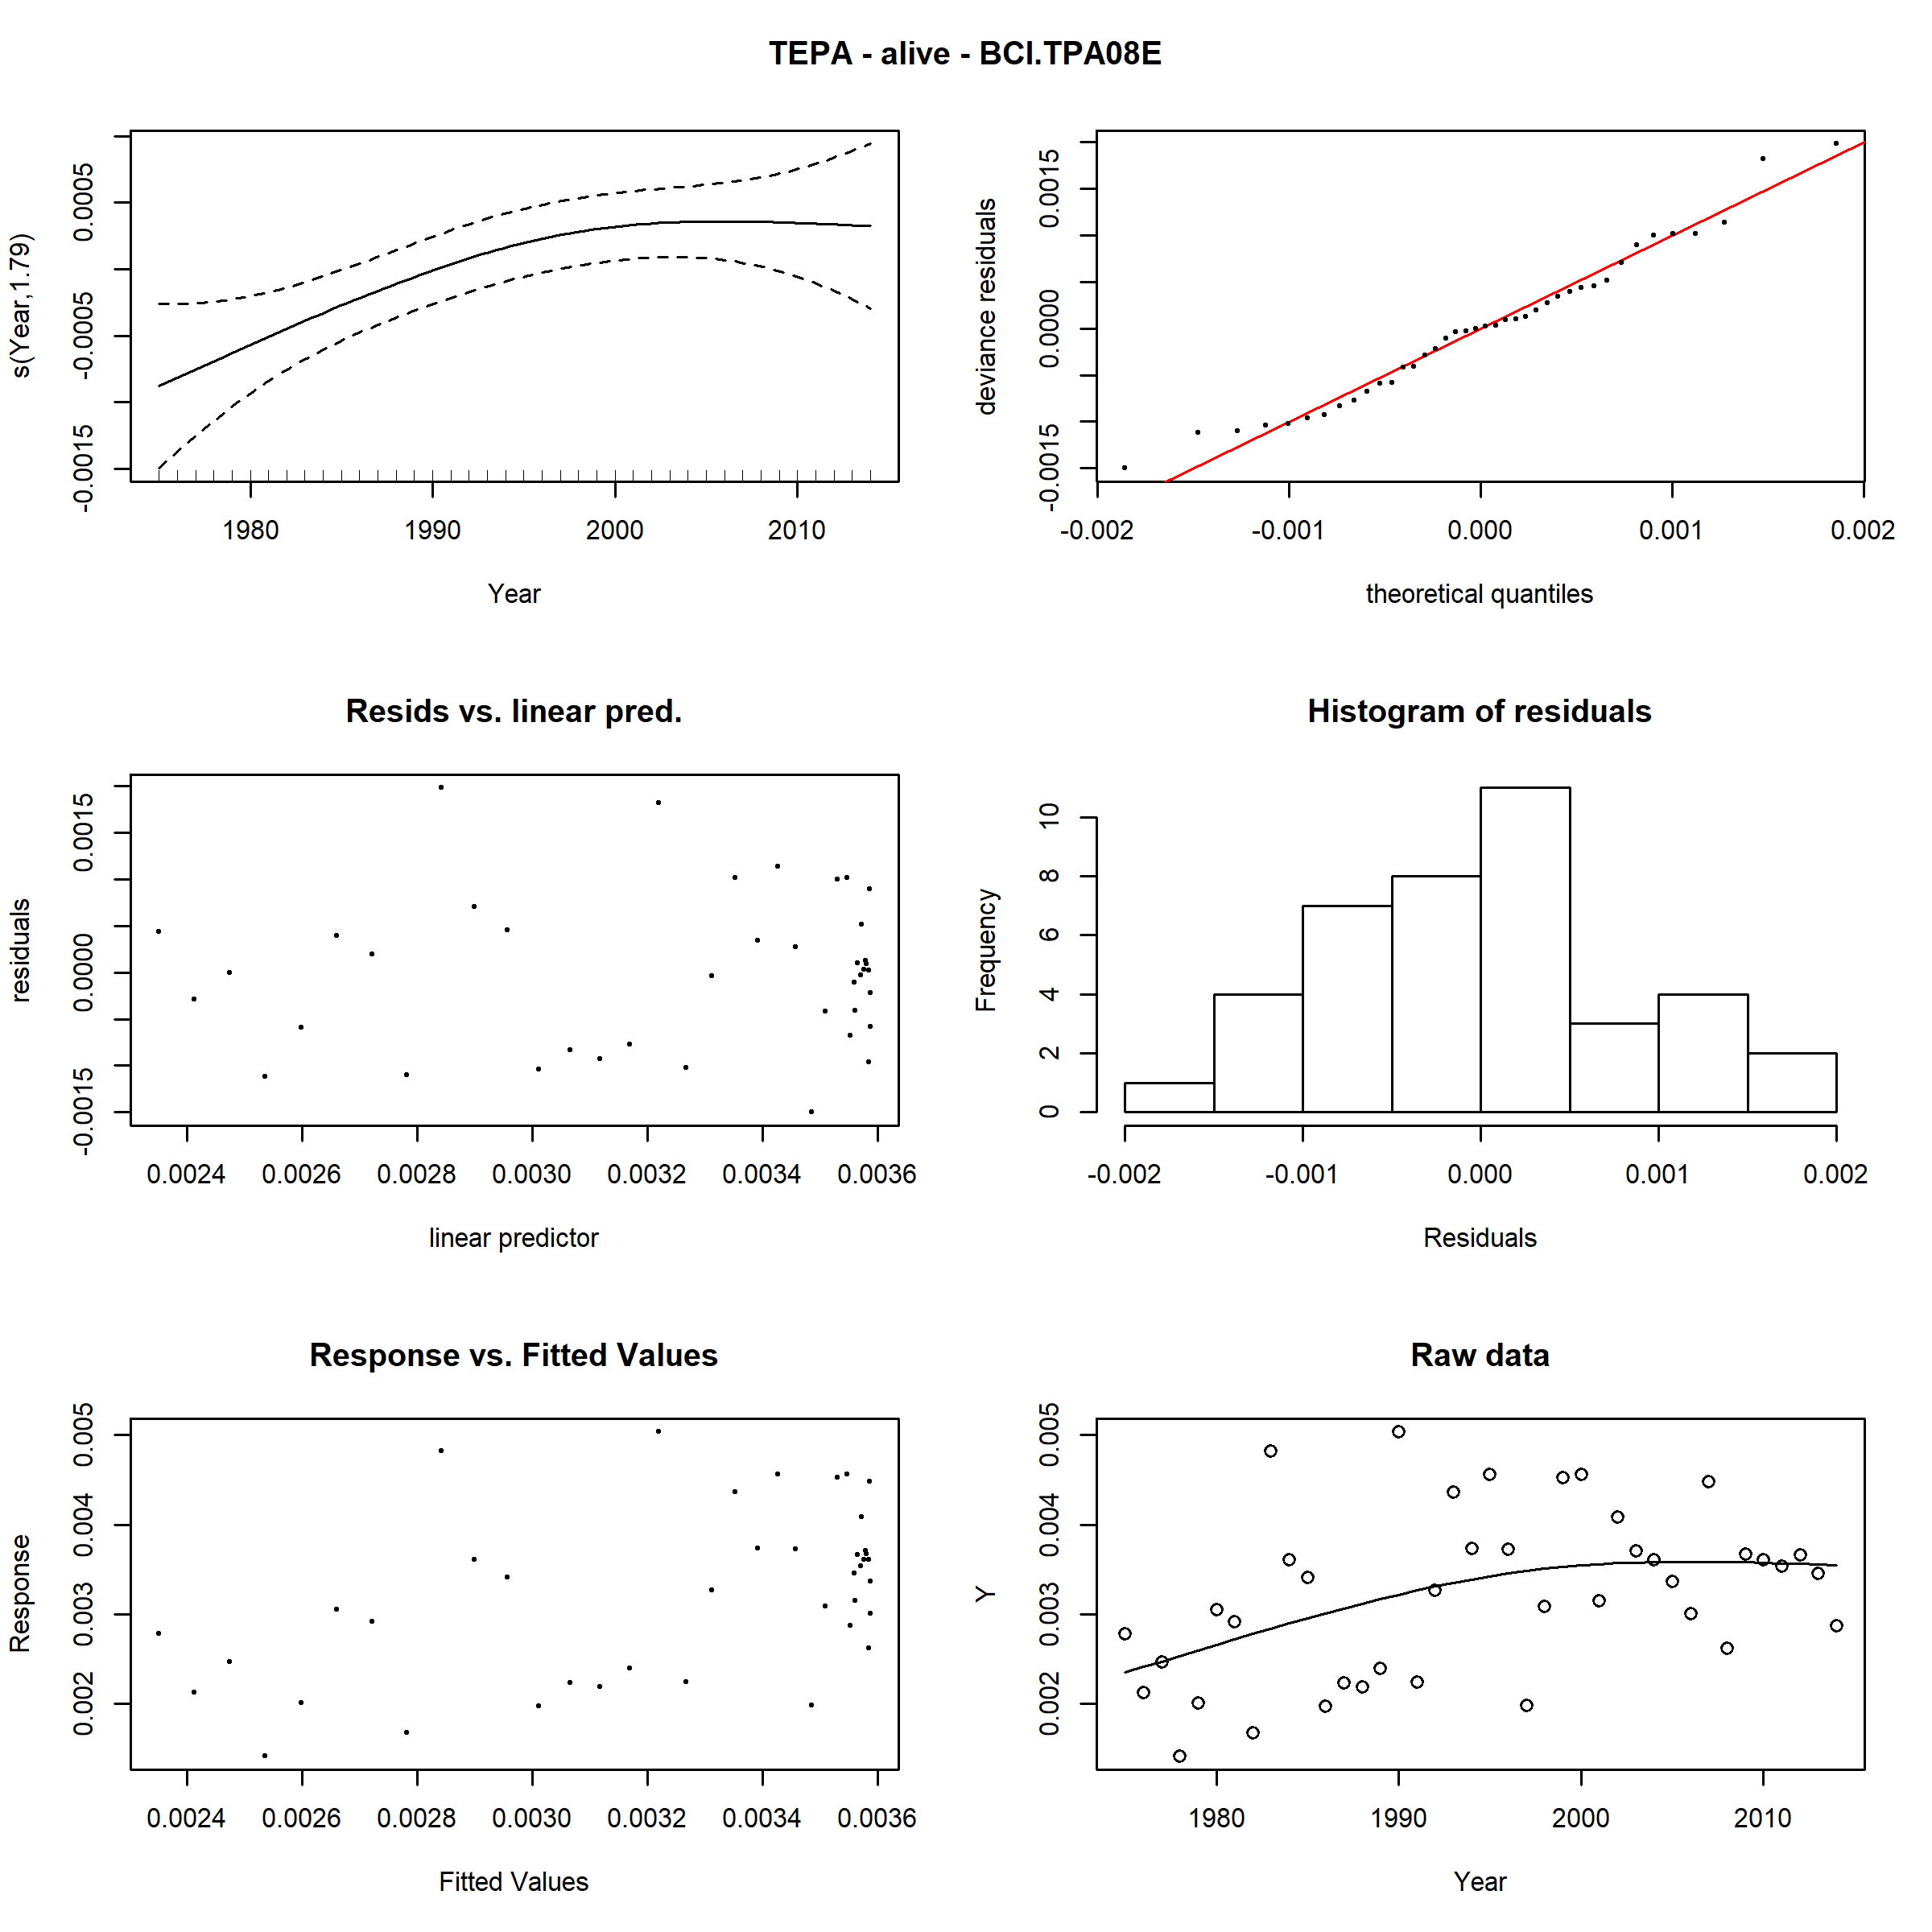 TEPA - alive - BCI.TPA08E
s(Year,1.79)
-0.0015 -0.0005 0.0005
1980 1990 2000 2010
Year
deviance residuals
-0.0015 0.0000 0.0015
-0.002 -0.001 0.000 0.001 0.002
theoretical quantiles
Resids vs. linear pred.
residuals
-0.0015 0.0000 0.0015
0.0024 0.0026 0.0028 0.0030 0.0032 0.0034 0.0036
linear predictor
Histogram of residuals
Frequency
0 2 4 6 8 10
-0.002 -0.001 0.000 0.001 0.002
Residuals
Response vs. Fitted Values
Response
0.002 0.003 0.004 0.005
0.0024 0.0026 0.0028 0.0030 0.0032 0.0034 0.0036
Fitted Values
Raw data
Y
0.002 0.003 0.004 0.005
1980 1990 2000 2010
Year